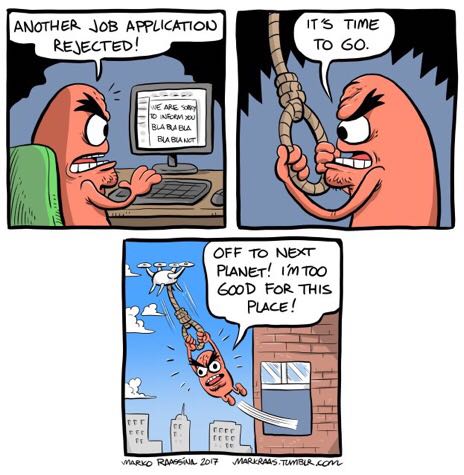 ANOTHER JOB APPLICATION
REJECTED!
WE ARE SORRY
TO INFORM YOU
BLA BLA BLA
BLA BLA NOT
IT'S TIME
TO GO.
OFF TO NEXT
PLANET! I'M TOO
GOOD FOR THIS
PLACE!
MARKO RAASSINA 2017 MARKRAAS.TUMBLR.COM